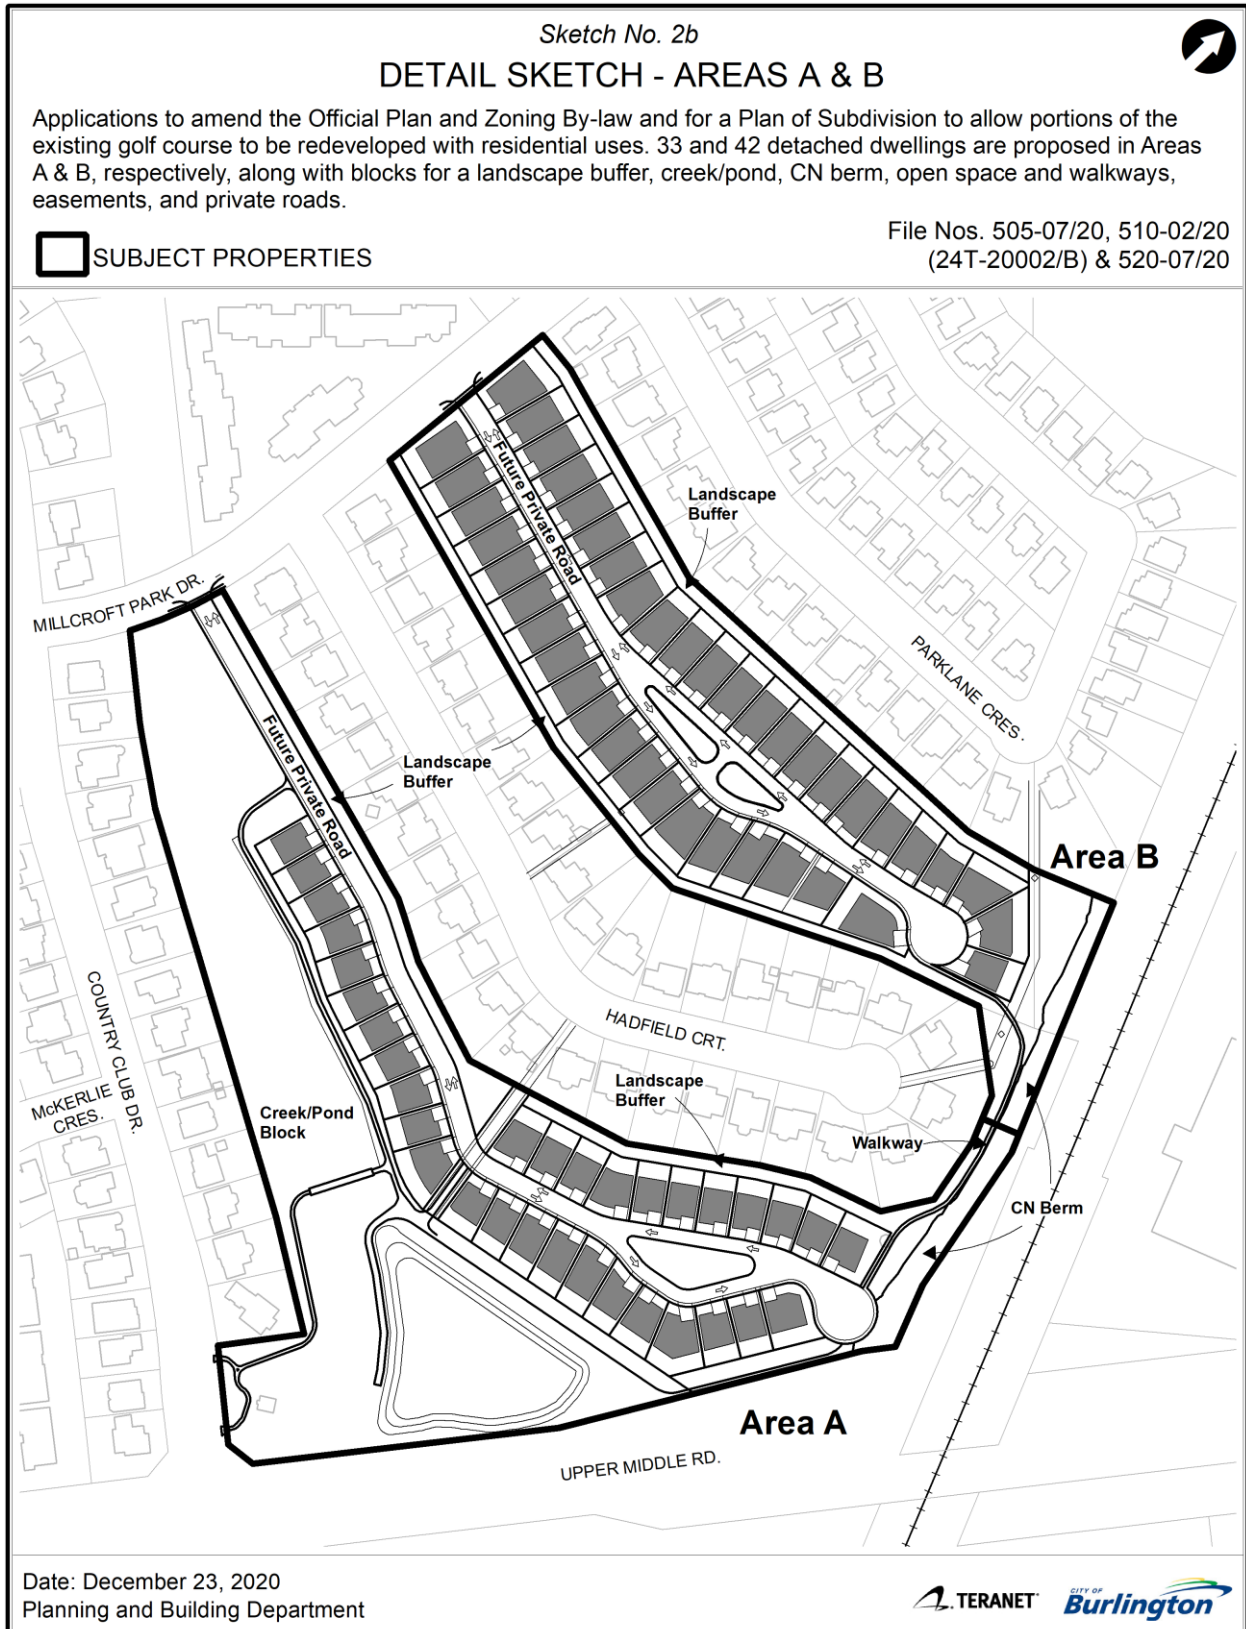 Sketch No. 2b
DETAIL SKETCH - AREAS A & B
Applications to amend the Official Plan and Zoning By-law and for a Plan of Subdivision to allow portions of the
existing golf course to be redeveloped with residential uses. 33 and 42 detached dwellings are proposed in Areas
A & B, respectively, along with blocks for a landscape buffer, creek/pond, CN berm, open space and walkways,
easements, and private roads.
SUBJECT PROPERTIES
File Nos. 505-07/20, 510-02/20
(24T-20002/B) & 520-07/20
Future Private Road
Landscape
Buffer
MILLCROFT PARK DR.
PARKLANE CRES.
Future Private Road
Landscape
Buffer
Area B
COUNTRY CLUB DR.
HADFIELD CRT.
McKERLIE
CRES.
Creek/Pond
Block
Landscape
Buffer
Walkway
CN Berm
Area A
UPPER MIDDLE RD.
Date: December 23, 2020
Planning and Building Department
TERANET
CITY OF
Burlington